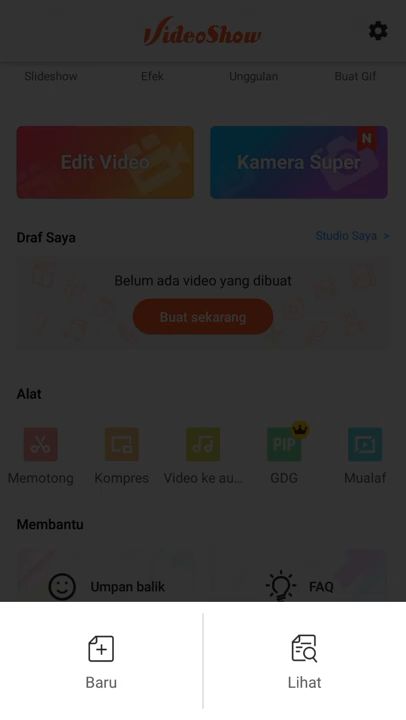 VideoShow
Slideshow
Efek
Unggulan
Buat Gif
Edit Video
Kamera Super
N
Draf Saya
Studio Saya >
Belum ada video yang dibuat
Buat sekarang
Alat
PIP
Memotong
Kompres
Video ke au...
GDG
Mualaf
Membantu
Umpan balik
FAQ
Baru
Lihat